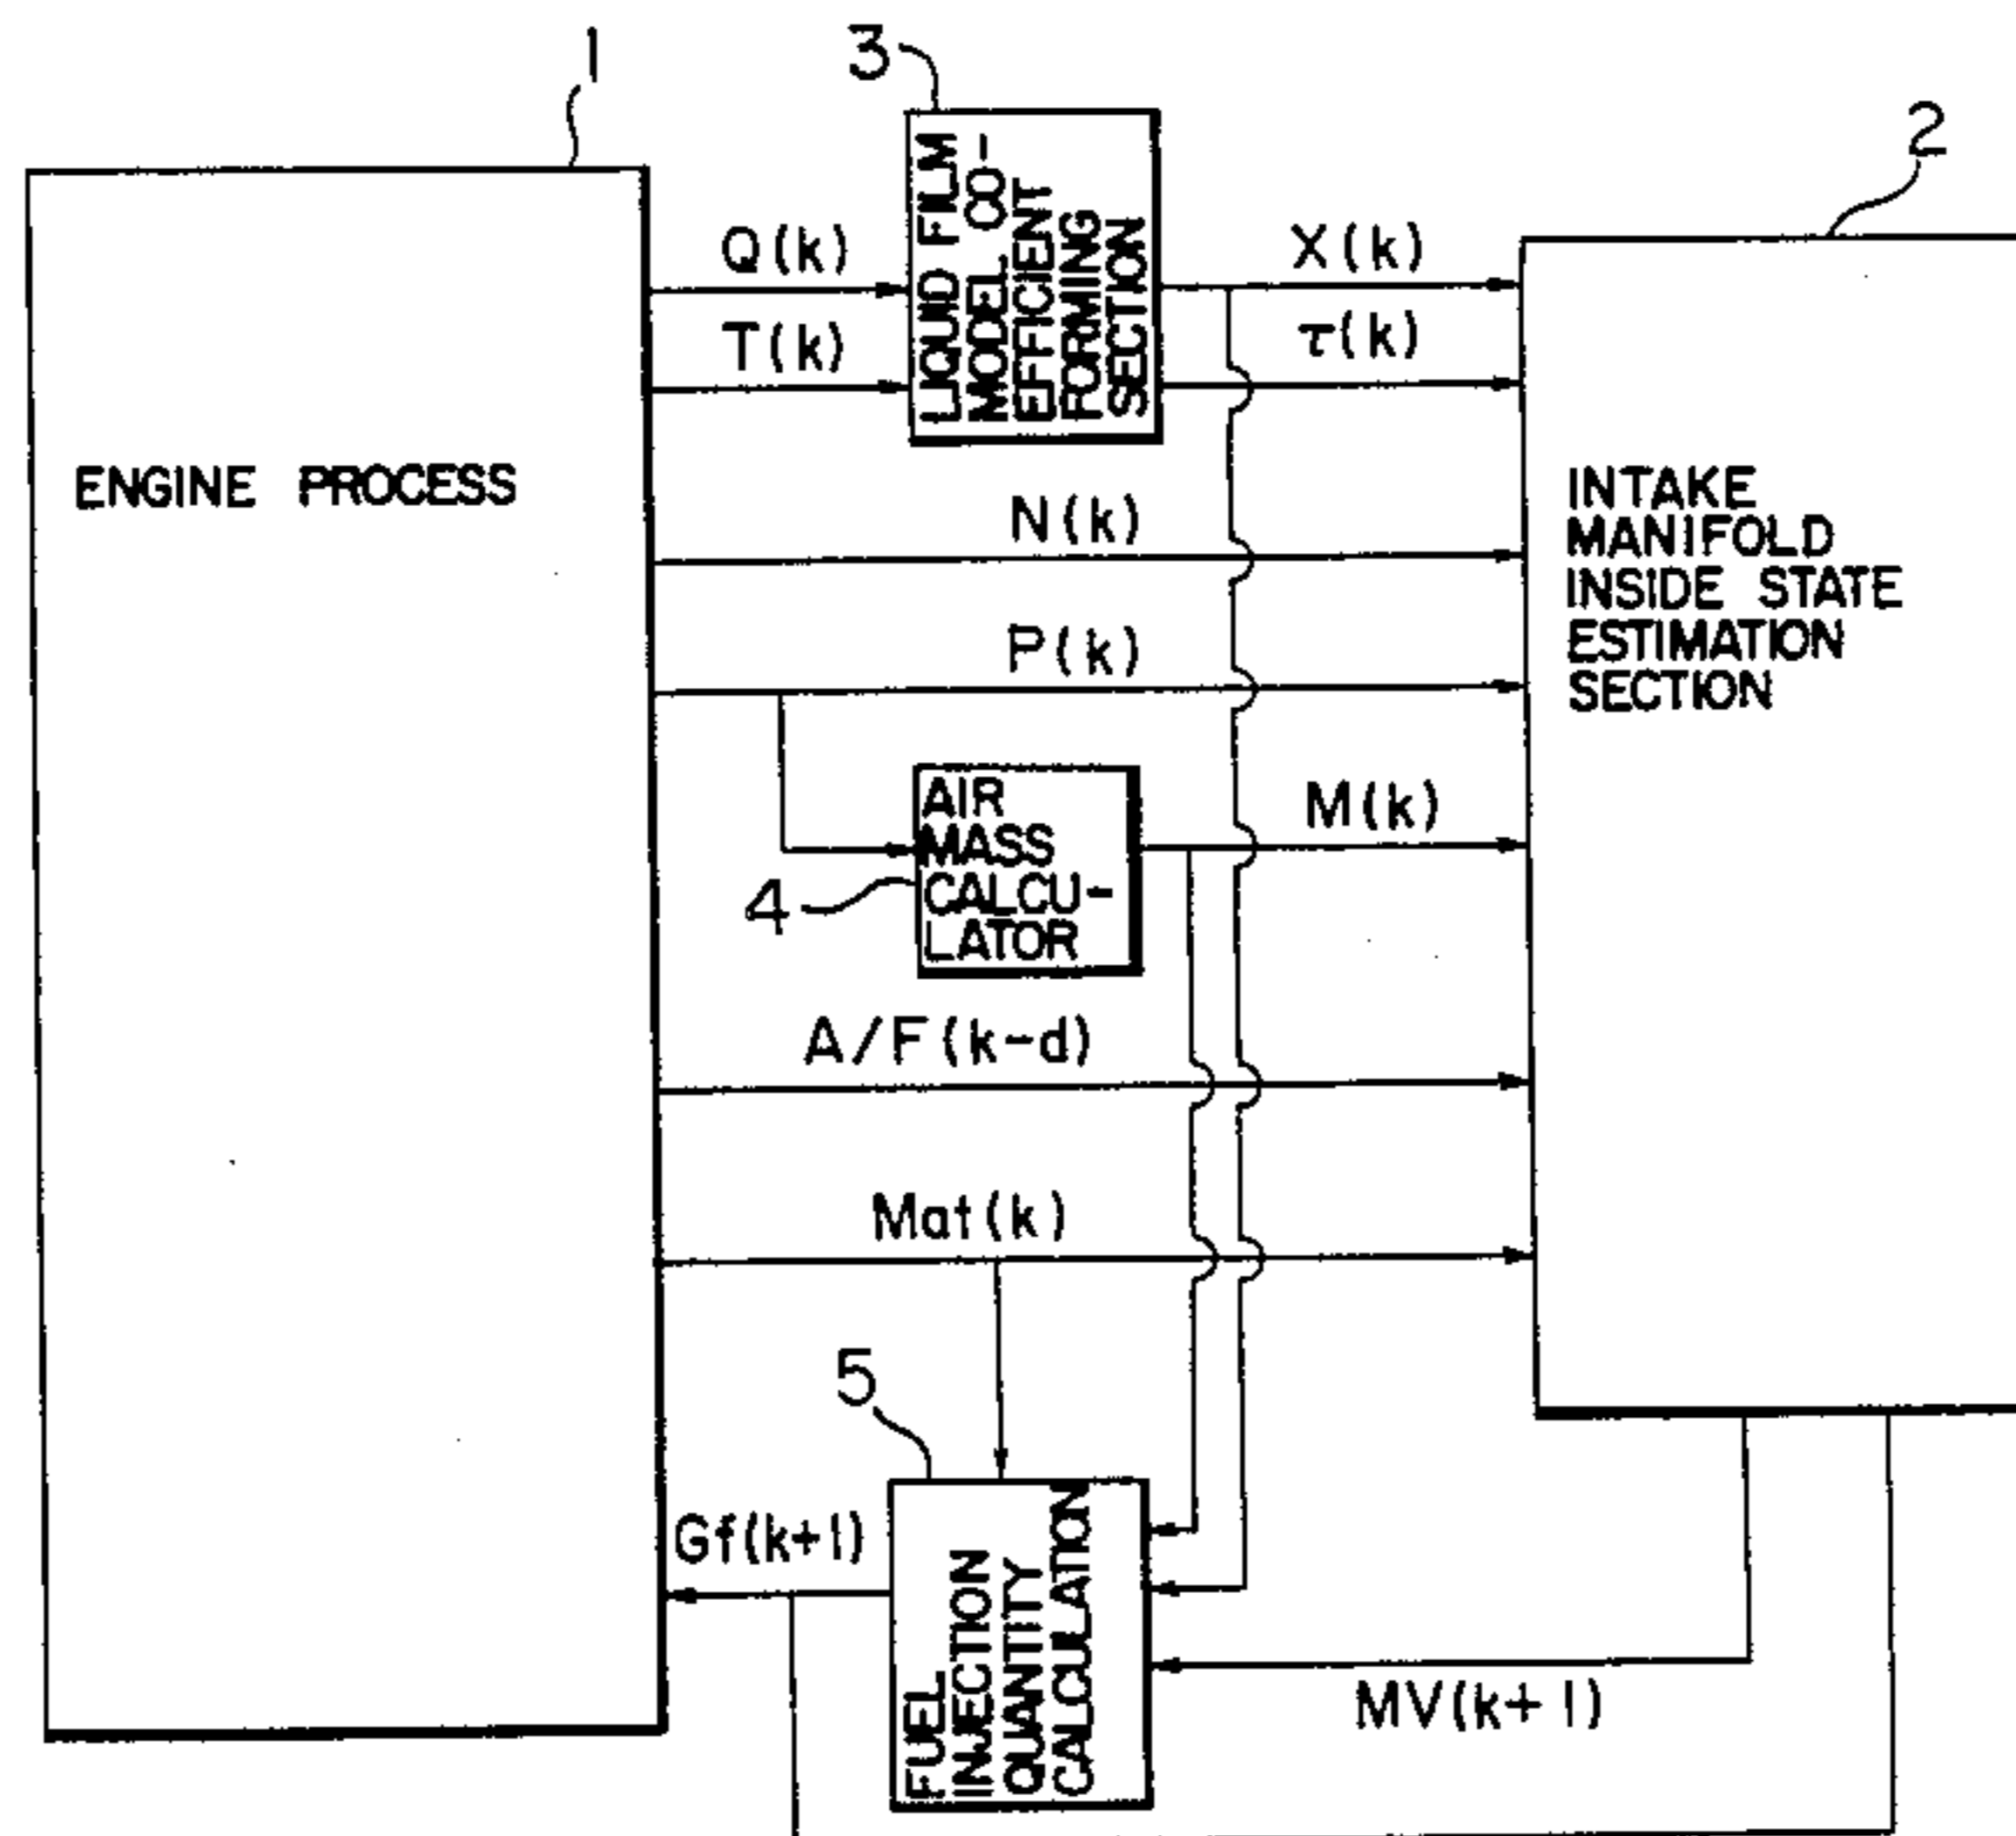 1
3
2
LIQUID FILM
MODEL CO-
EFFICIENT
FORMING
SECTION
Q(k)
X(k)
T(k)
τ(k)
ENGINE PROCESS
N(k)
INTAKE
MANIFOLD
INSIDE STATE
ESTIMATION
SECTION
P(k)
AIR
MASS
CALCU-
LATOR
M(k)
4
A/F(k-d)
Mat(k)
5
Gf(k+1)
FUEL
INJECTION
QUANTITY
CALCULATION
MV(k+1)